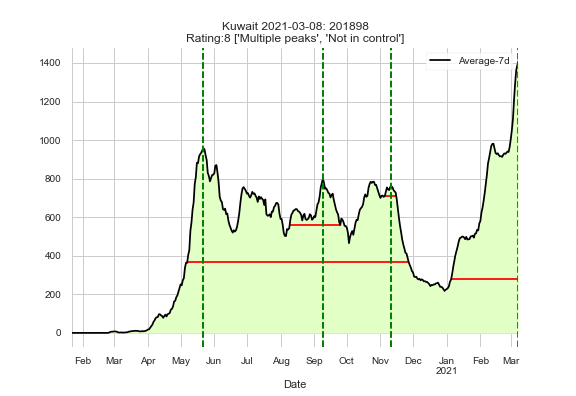 Kuwait 2021-03-08: 201898
Rating:8 ['Multiple peaks', 'Not in control']
Average-7d
1400
1200
1000
800
600
400
200
0
Feb Mar Apr May Jun Jul Aug Sep Oct Nov Dec Jan Feb Mar
2021
Date